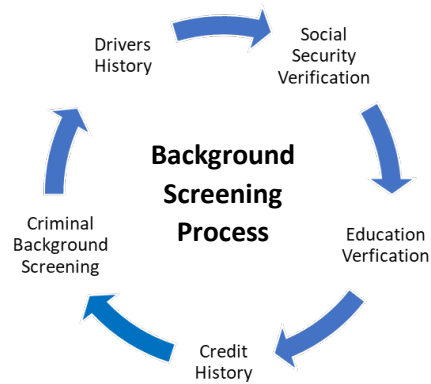 Drivers
History
Social
Security
Verification
Background
Screening
Process
Education
Verfication
Credit
History
Criminal
Background
Screening